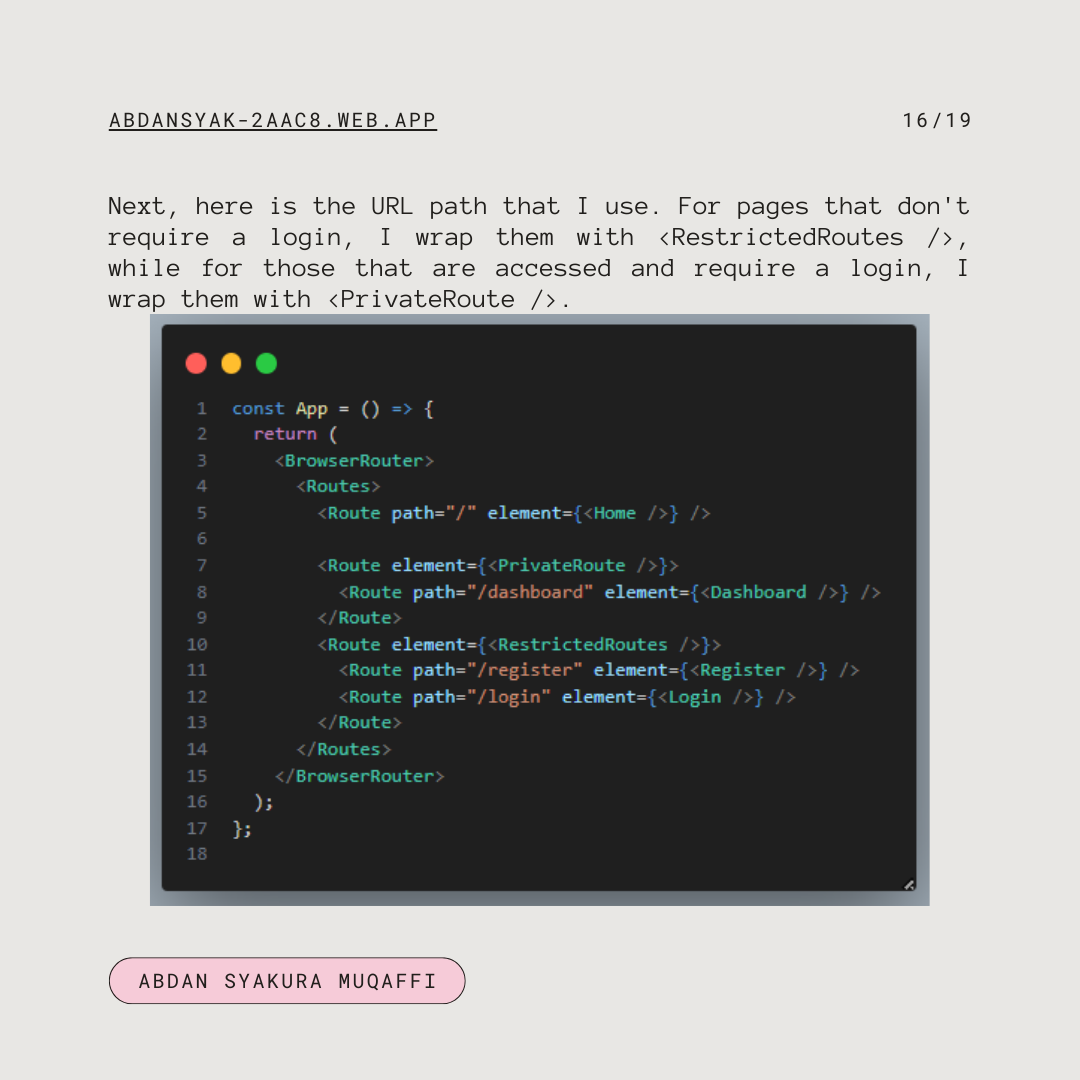 ABDANSYAK-2AAC8.WEB.APP
16/19
Next, here is the URL path that I use. For pages that don't
require a login, I wrap them with <RestrictedRoutes />,
while for those that are accessed and require a login, I
wrap them with <PrivateRoute />.
1 const App = () => {
2   return (
3     <BrowserRouter>
4       <Routes>
5         <Route path="/" element={<Home />} />
6
7         <Route element={<PrivateRoute />}>
8           <Route path="/dashboard" element={<Dashboard />} />
9         </Route>
10         <Route element={<RestrictedRoutes />}>
11           <Route path="/register" element={<Register />} />
12           <Route path="/login" element={<Login />} />
13         </Route>
14       </Routes>
15     </BrowserRouter>
16   );
17 };
18
ABDAN SYAKURA MUQAFFI